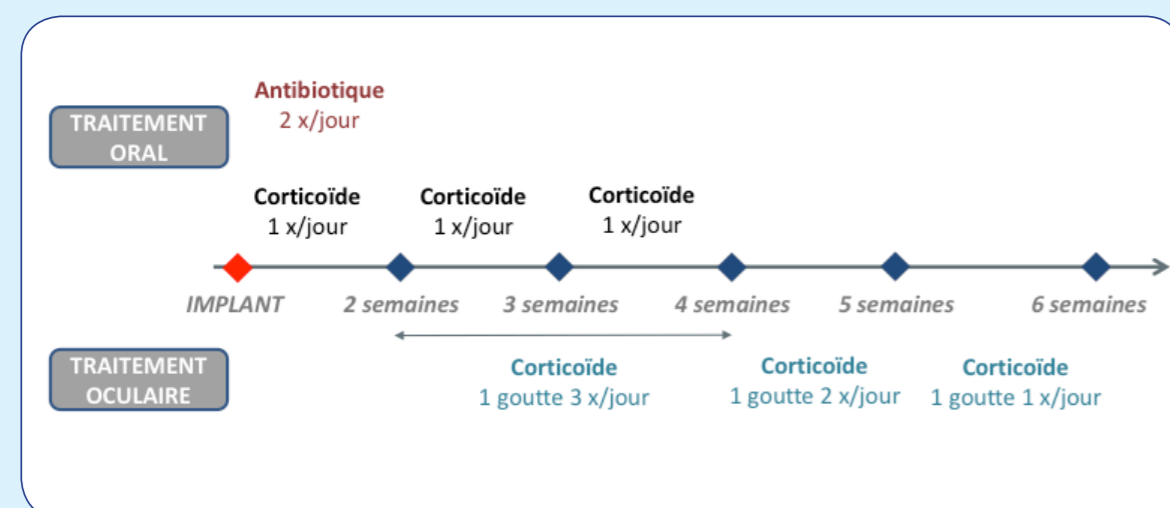 Antibiotique
2 x/jour
TRAITEMENT
ORAL
Corticoïde
1 x/jour
Corticoïde
1 x/jour
Corticoïde
1 x/jour
IMPLANT
2 semaines
3 semaines
4 semaines
5 semaines
6 semaines
TRAITEMENT
OCULAIRE
Corticoïde
1 goutte 3 x/jour
Corticoïde
1 goutte 2 x/jour
Corticoïde
1 goutte 1 x/jour